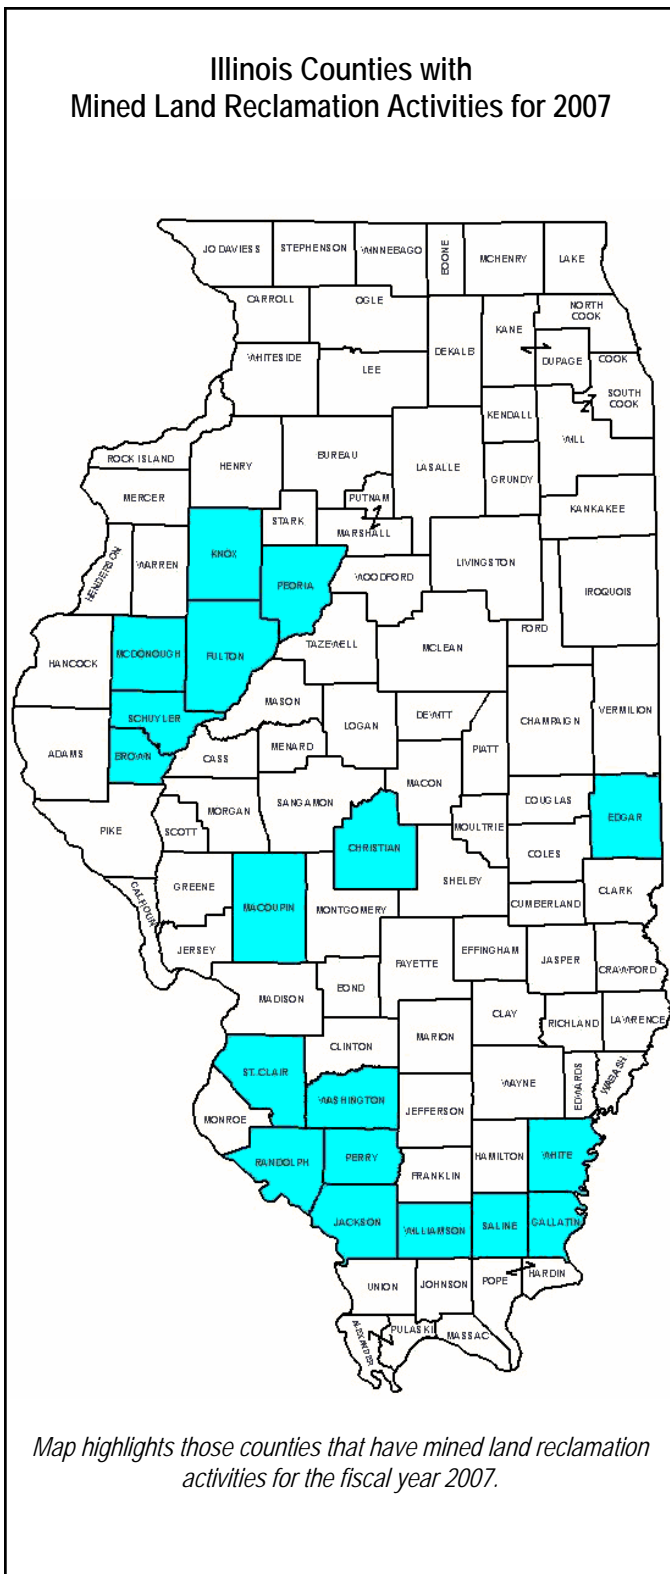 Illinois Counties with
Mined Land Reclamation Activities for 2007
JO DAVIESS
STEPHENSON
WINNEBAGO
BOONE
MCHENRY
LAKE
CARROLL
OGLE
KANE
NORTH
COOK
WHITESIDE
LEE
DEKALB
DUPAGE
COOK
SOUTH
COOK
KENDALL
WILL
ROCK ISLAND
HENRY
BUREAU
LASALLE
GRUNDY
MERCER
PUTNAM
KANKAKEE
STARK
MARSHALL
HENDERSON
WARREN
KNOX
PEORIA
WOODFORD
LIVINGSTON
IROQUOIS
FORD
HANCOCK
MCDONOUGH
FULTON
TAZEWELL
MCLEAN
MASON
SCHUYLER
LOGAN
DEWITT
CHAMPAIGN
VERMILION
ADAMS
BROWN
CASS
MENARD
PIATT
MACON
SANGAMON
DOUGLAS
EDGAR
PIKE
SCOTT
MORGAN
MOULTRIE
CHRISTIAN
COLES
SHELBY
CALHOUN
GREENE
MACOUPIN
MONTGOMERY
CUMBERLAND
CLARK
JERSEY
FAYETTE
EFFINGHAM
JASPER
CRAWFORD
MADISON
BOND
CLAY
RICHLAND
LAWRENCE
MARION
CLINTON
ST. CLAIR
WAYNE
EDWARDS
WABASH
WASHINGTON
JEFFERSON
MONROE
RANDOLPH
PERRY
HAMILTON
WHITE
FRANKLIN
JACKSON
WILLIAMSON
SALINE
GALLATIN
UNION
JOHNSON
POPE
HARDIN
ALEXANDER
PULASKI
MASSAC
Map highlights those counties that have mined land reclamation
activities for the fiscal year 2007.